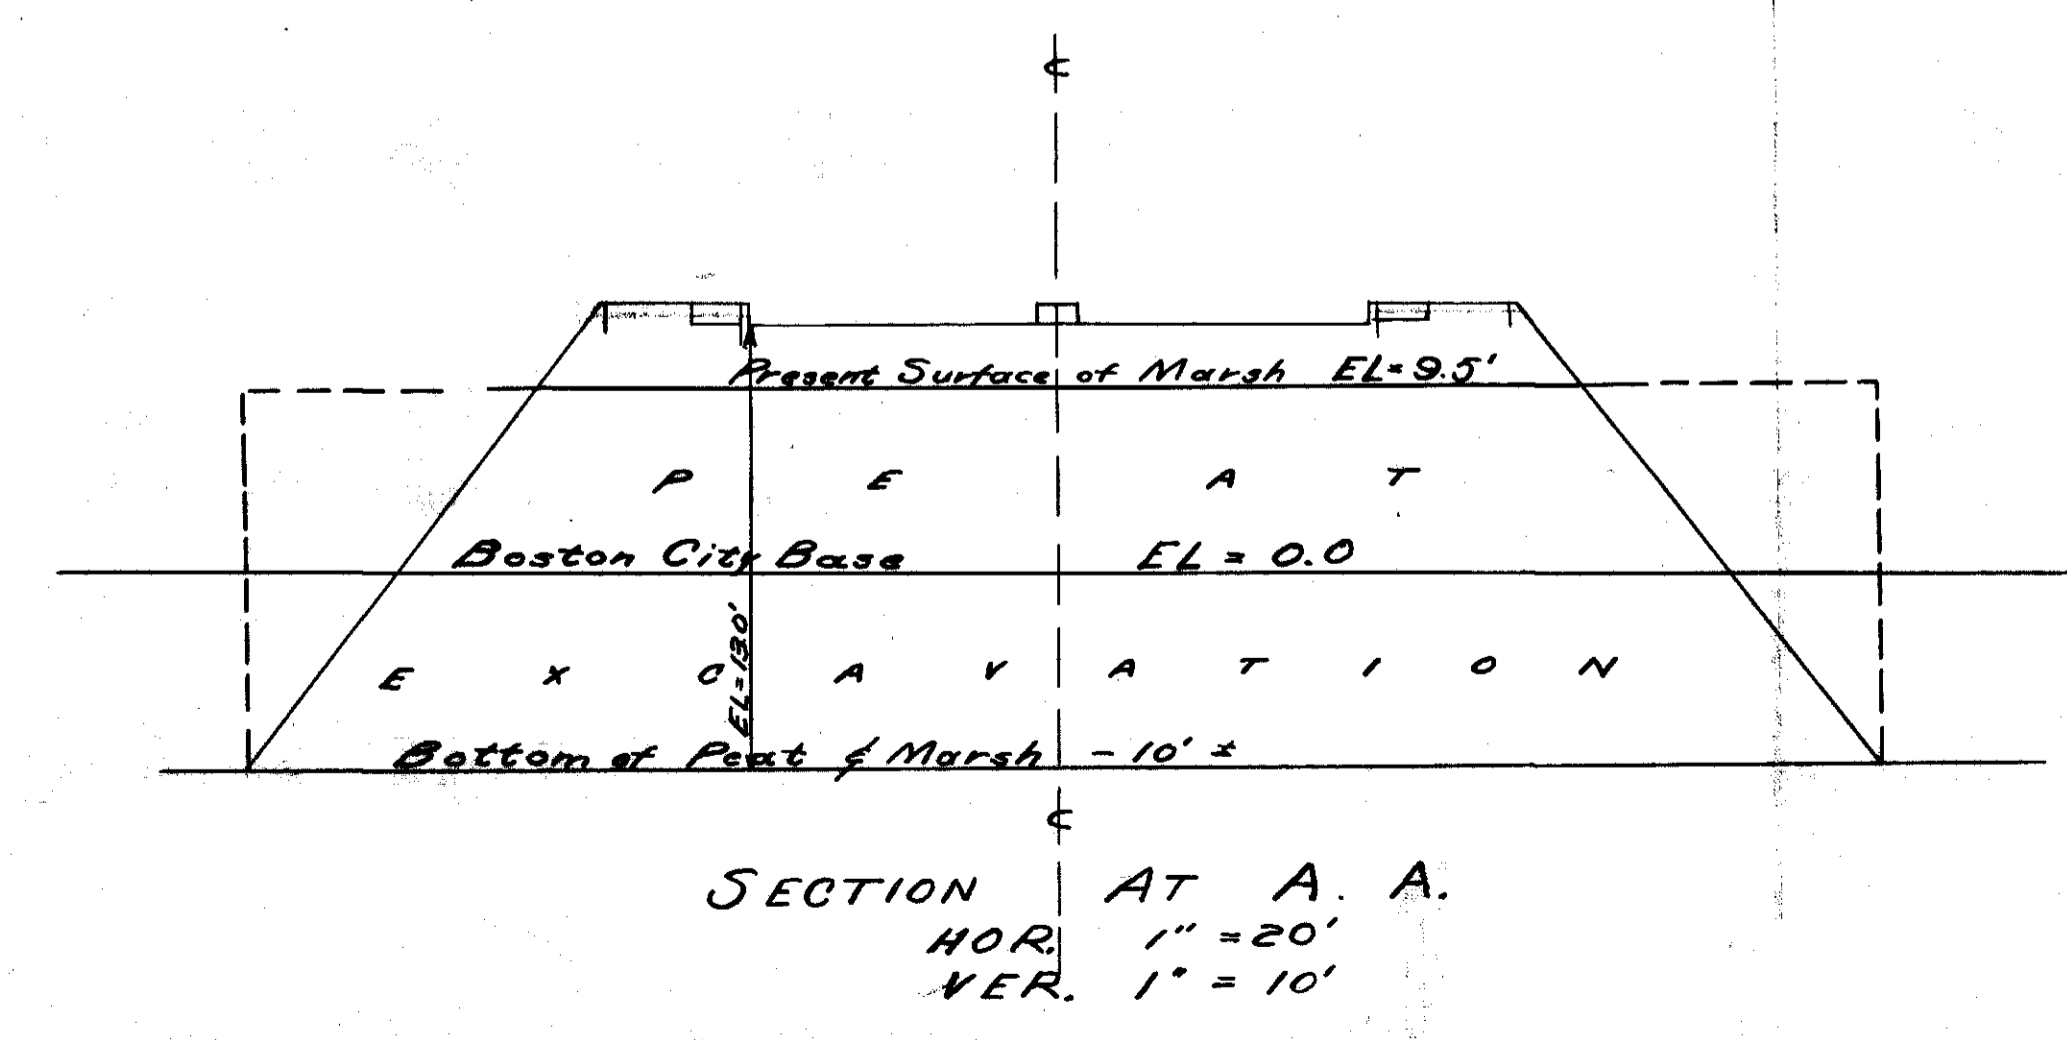 ℄
Present Surface of Marsh EL=9.5'
P E A T
Boston City Base EL = 0.0
EL=13.0'
E X C A V A T I O N
Bottom of Peat & Marsh - 10' ±
℄
SECTION AT A. A.
HOR. 1" = 20'
VER. 1" = 10'